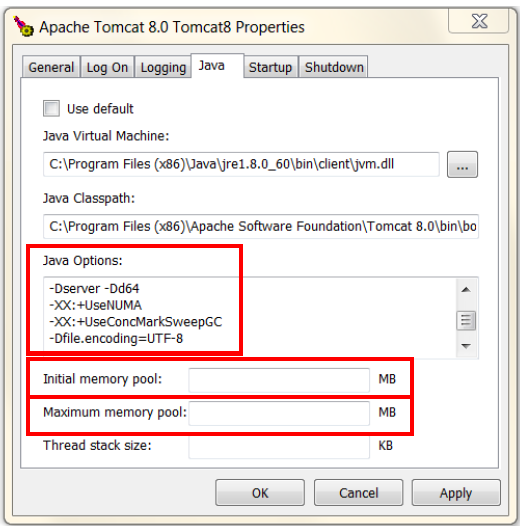 Apache Tomcat 8.0 Tomcat8 Properties
General Log On Logging Java Startup Shutdown
Use default
Java Virtual Machine:
C:\Program Files (x86)\Java\jre1.8.0_60\bin\client\jvm.dll ...
Java Classpath:
C:\Program Files (x86)\Apache Software Foundation\Tomcat 8.0\bin\bo
Java Options:
-Dserver -Dd64
-XX:+UseNUMA
-XX:+UseConcMarkSweepGC
-Dfile.encoding=UTF-8
Initial memory pool: MB
Maximum memory pool: MB
Thread stack size: KB
OK Cancel Apply